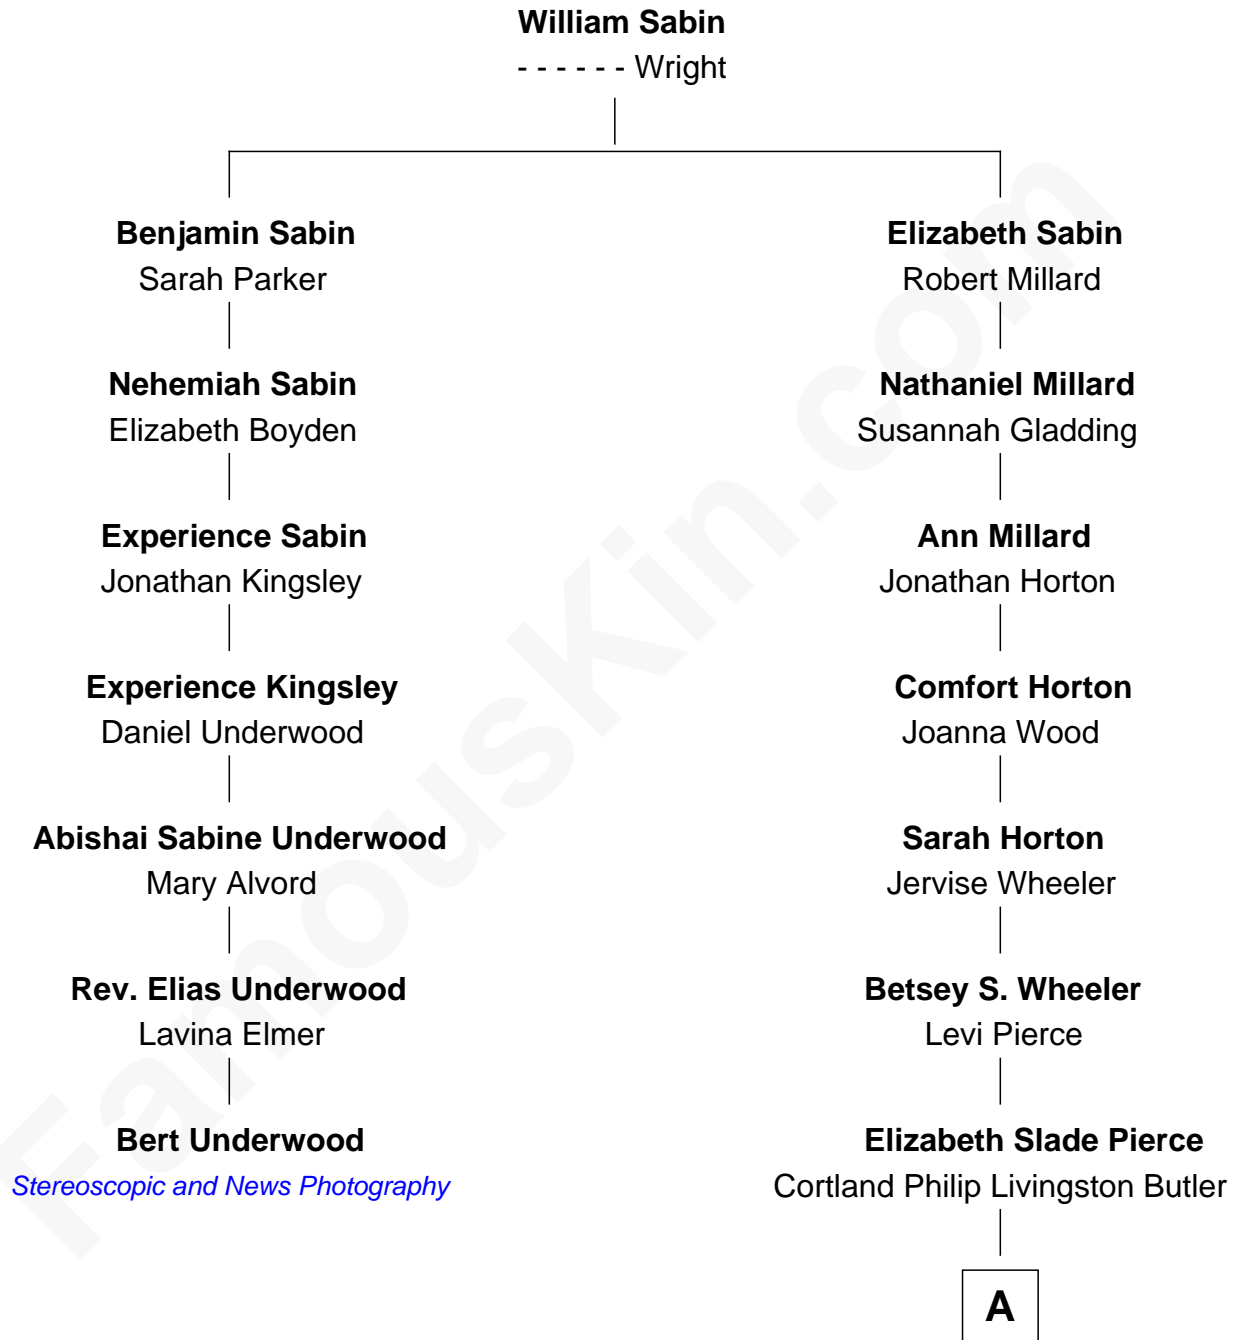 William Sabin
- - - - - - Wright
Benjamin Sabin
Sarah Parker
Elizabeth Sabin
Robert Millard
Nehemiah Sabin
Elizabeth Boyden
Nathaniel Millard
Susannah Gladding
Experience Sabin
Jonathan Kingsley
Ann Millard
Jonathan Horton
Experience Kingsley
Daniel Underwood
Comfort Horton
Joanna Wood
Abishai Sabine Underwood
Mary Alvord
Sarah Horton
Jervise Wheeler
Rev. Elias Underwood
Lavina Elmer
Betsey S. Wheeler
Levi Pierce
Bert Underwood
Stereoscopic and News Photography
Elizabeth Slade Pierce
Cortland Philip Livingston Butler
A
FamousKin.com